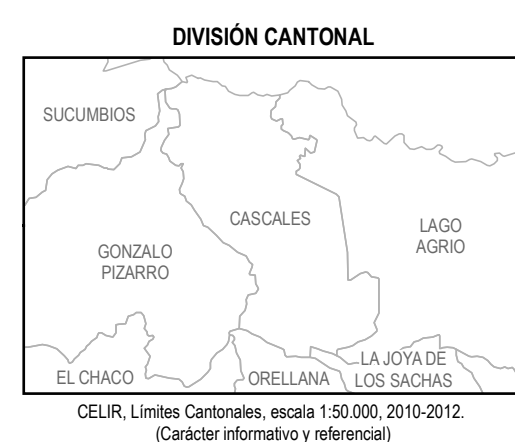 DIVISIÓN CANTONAL
SUCUMBIOS
CASCALES
LAGO
AGRIO
GONZALO
PIZARRO
EL CHACO
ORELLANA
LA JOYA DE
LOS SACHAS
CELIR, Límites Cantonales, escala 1:50.000, 2010-2012.
(Carácter informativo y referencial)